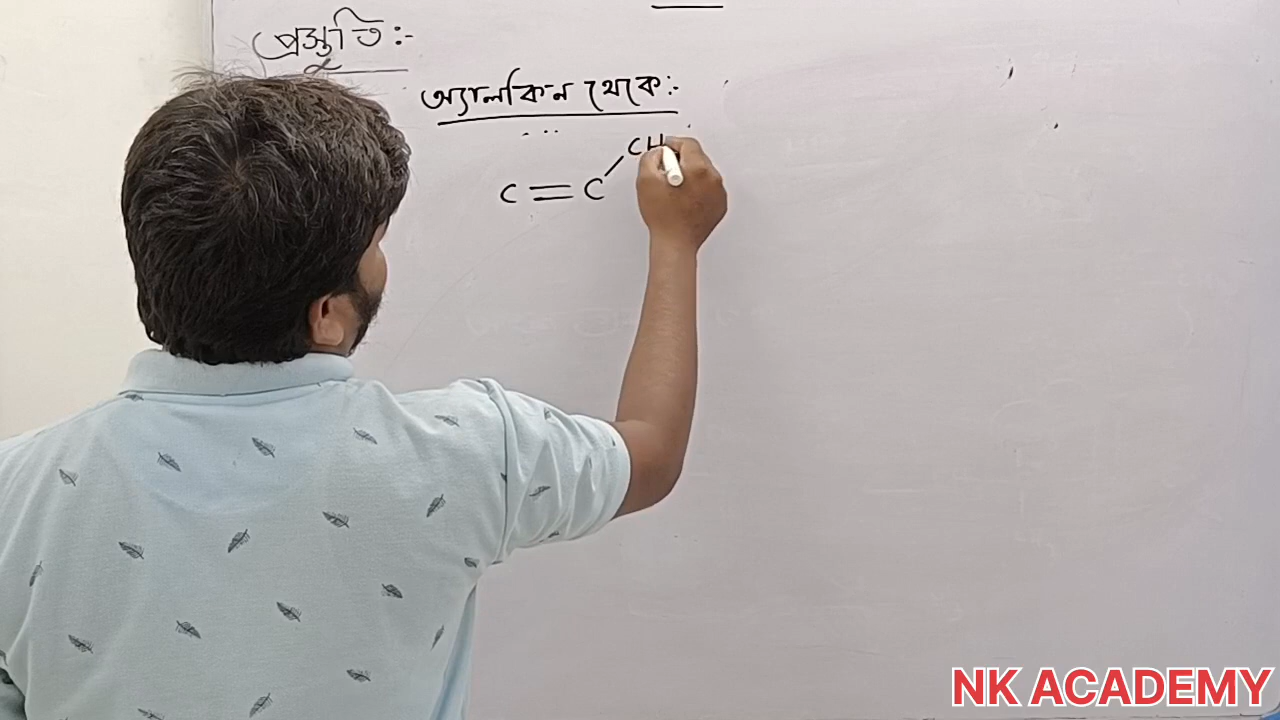 প্রস্তুতি :-
অ্যালকিন থেকে:-
CH
C = C
NK ACADEMY